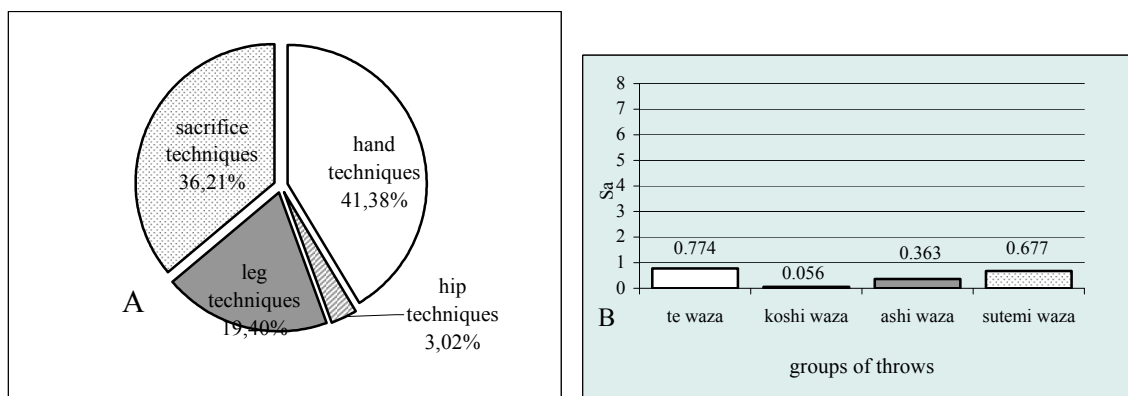 sacrifice
techniques
36,21%
hand
techniques
41,38%
leg
techniques
19,40%
hip
techniques
3,02%
A
8
7
6
5
4
3
2
1
0
Sa
0.774
0.056
0.363
0.677
te waza
koshi waza
ashi waza
sutemi waza
groups of throws
B